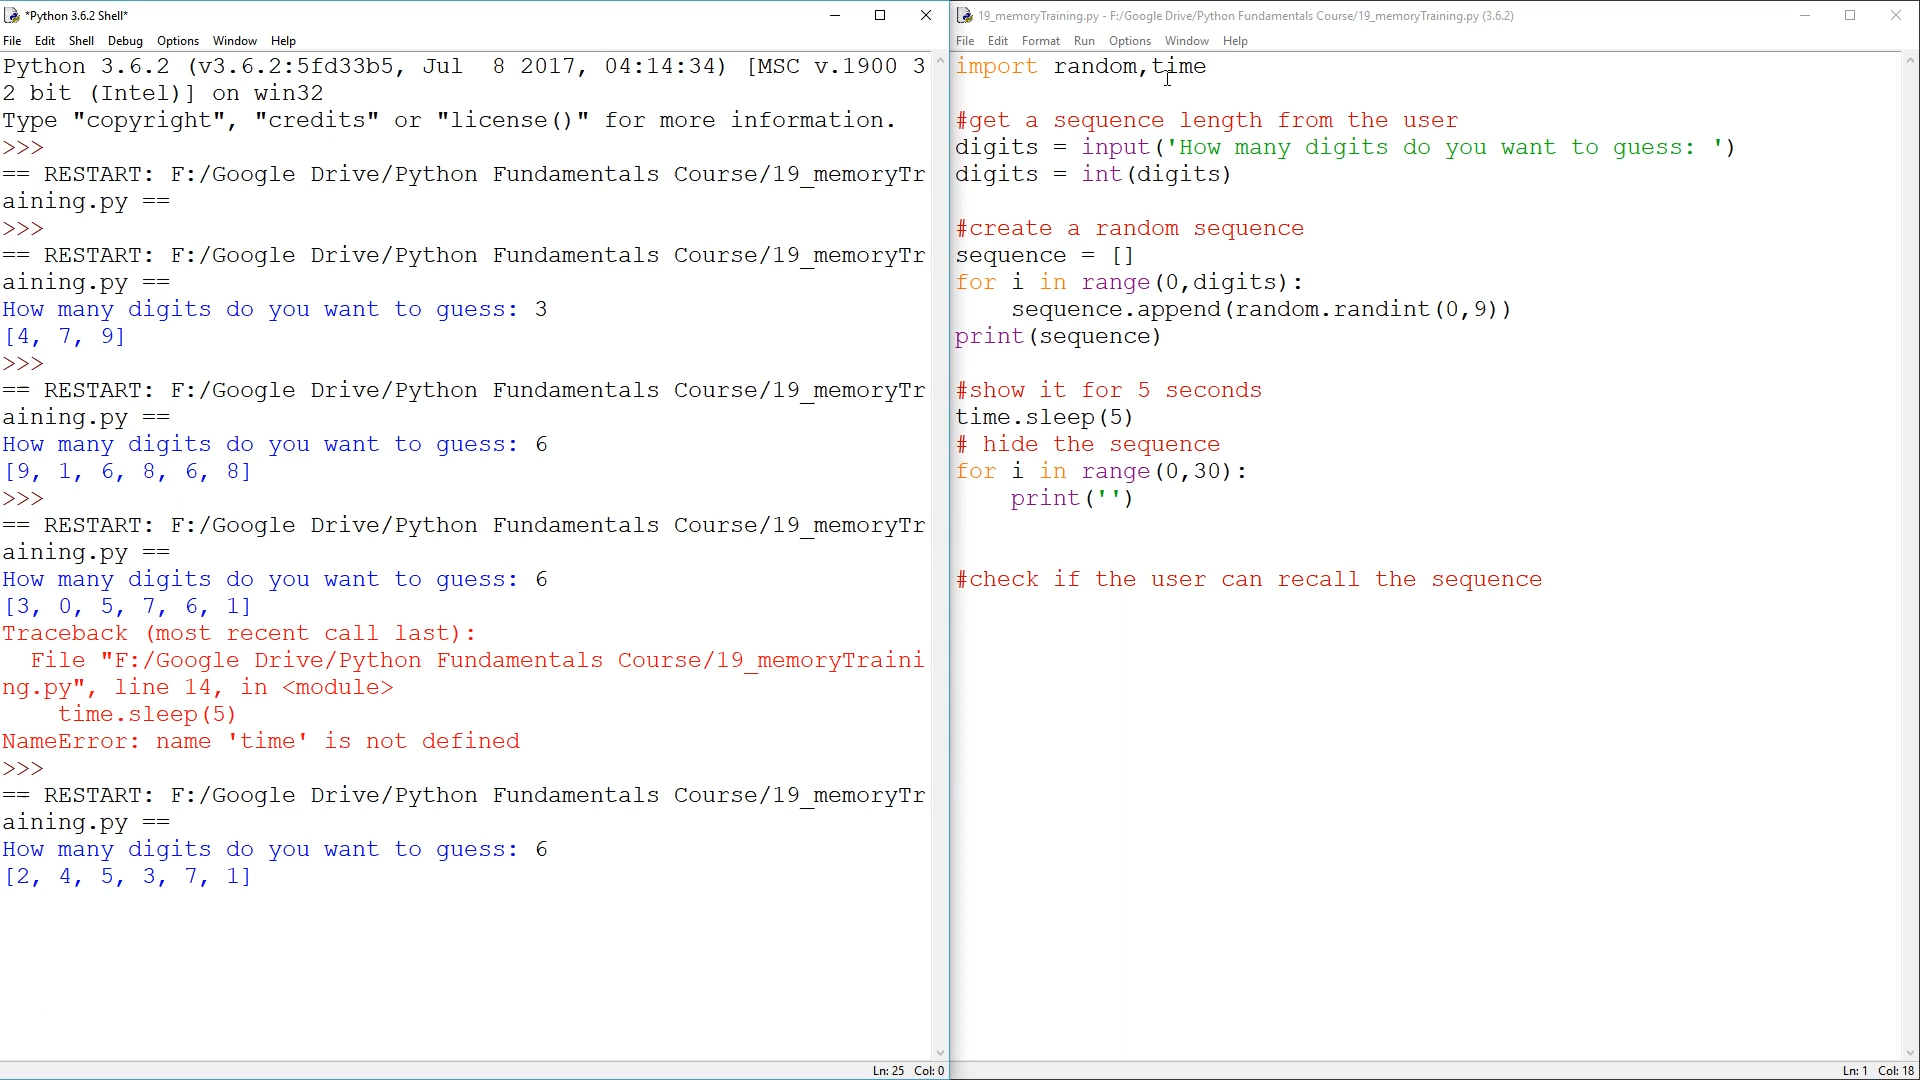 *Python 3.6.2 Shell*
File Edit Shell Debug Options Window Help
Python 3.6.2 (v3.6.2:5fd33b5, Jul  8 2017, 04:14:34) [MSC v.1900 3
2 bit (Intel)] on win32
Type "copyright", "credits" or "license()" for more information.
>>>
== RESTART: F:/Google Drive/Python Fundamentals Course/19_memoryTr
aining.py ==
>>>
== RESTART: F:/Google Drive/Python Fundamentals Course/19_memoryTr
aining.py ==
How many digits do you want to guess: 3
[4, 7, 9]
>>>
== RESTART: F:/Google Drive/Python Fundamentals Course/19_memoryTr
aining.py ==
How many digits do you want to guess: 6
[9, 1, 6, 8, 6, 8]
>>>
== RESTART: F:/Google Drive/Python Fundamentals Course/19_memoryTr
aining.py ==
How many digits do you want to guess: 6
[3, 0, 5, 7, 6, 1]
Traceback (most recent call last):
  File "F:/Google Drive/Python Fundamentals Course/19_memoryTraini
ng.py", line 14, in <module>
    time.sleep(5)
NameError: name 'time' is not defined
>>>
== RESTART: F:/Google Drive/Python Fundamentals Course/19_memoryTr
aining.py ==
How many digits do you want to guess: 6
[2, 4, 5, 3, 7, 1]
Ln: 25 Col: 0
19_memoryTraining.py - F:/Google Drive/Python Fundamentals Course/19_memoryTraining.py (3.6.2)
File Edit Format Run Options Window Help
import random,time
#get a sequence length from the user
digits = input('How many digits do you want to guess: ')
digits = int(digits)
#create a random sequence
sequence = []
for i in range(0,digits):
    sequence.append(random.randint(0,9))
print(sequence)
#show it for 5 seconds
time.sleep(5)
# hide the sequence
for i in range(0,30):
    print('')
#check if the user can recall the sequence
Ln: 1 Col: 18